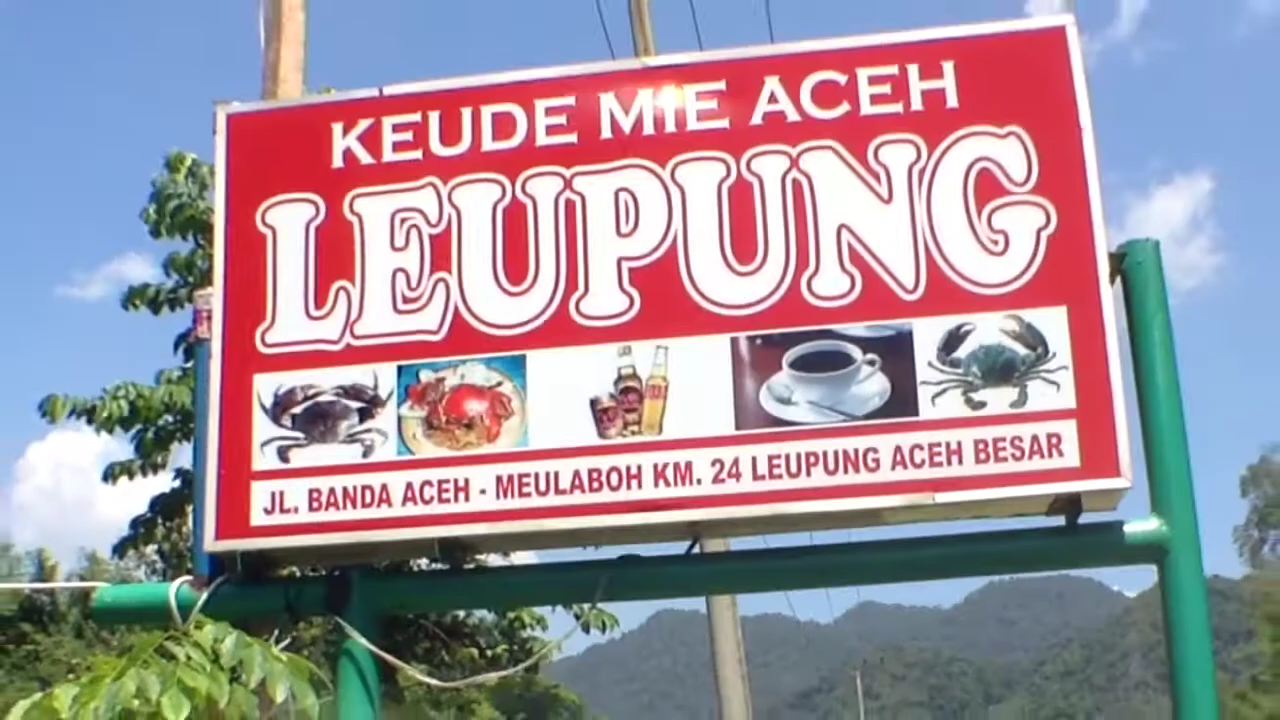 KEUDE MIE ACEH
LEUPUNG
JL. BANDA ACEH - MEULABOH KM. 24 LEUPUNG ACEH BESAR